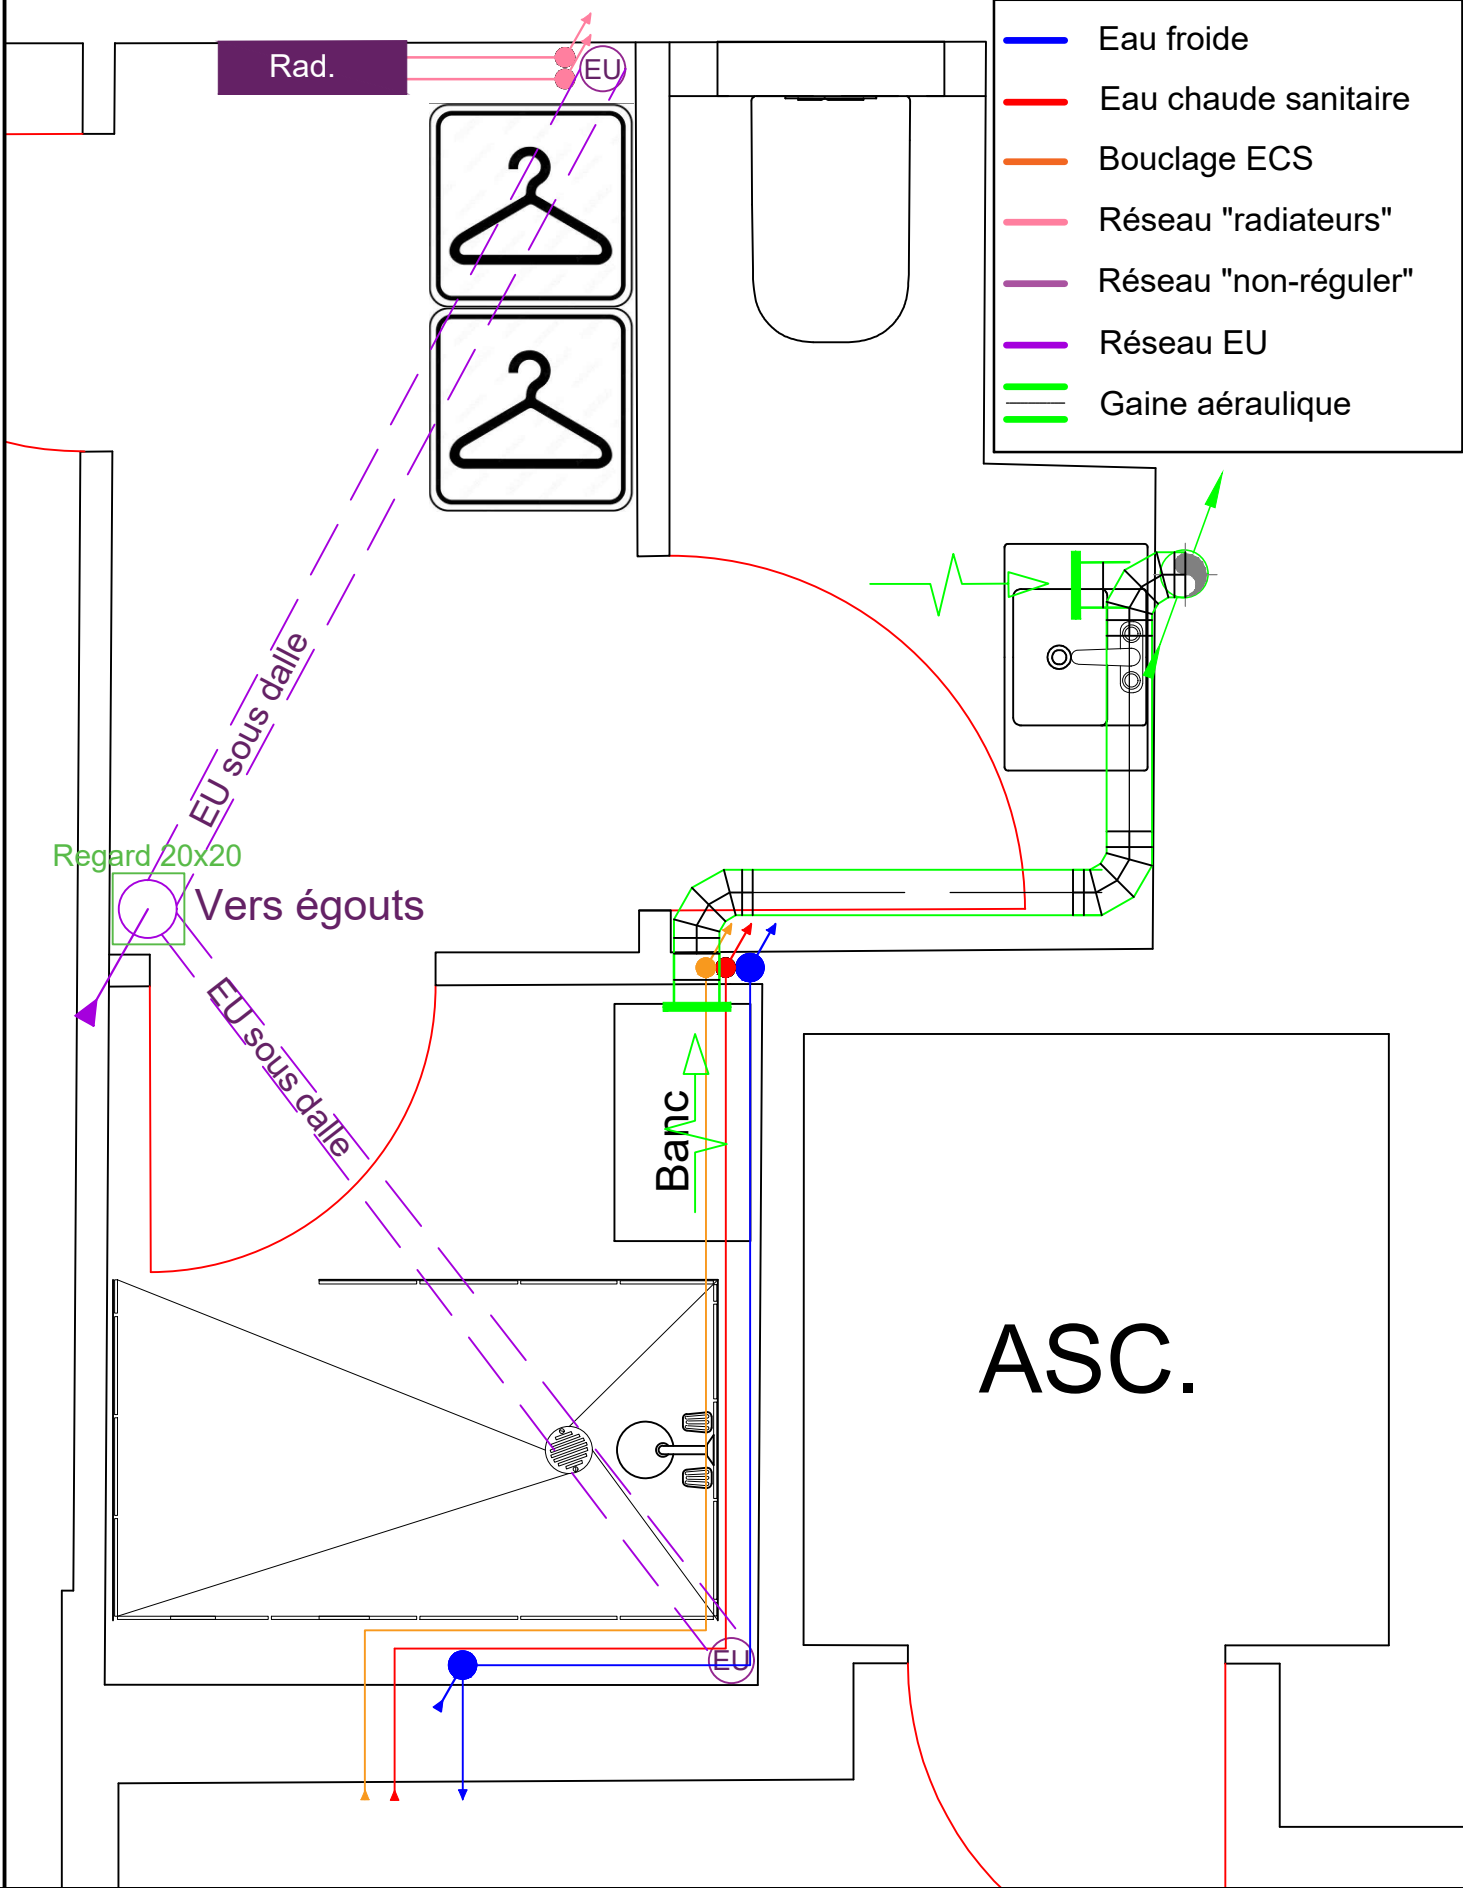 Rad.
EU
Eau froide
Eau chaude sanitaire
Bouclage ECS
Réseau "radiateurs"
Réseau "non-réguler"
Réseau EU
Gaine aéraulique
EU sous dalle
Regard 20x20
Vers égouts
EU sous dalle
Banc
ASC.
EU